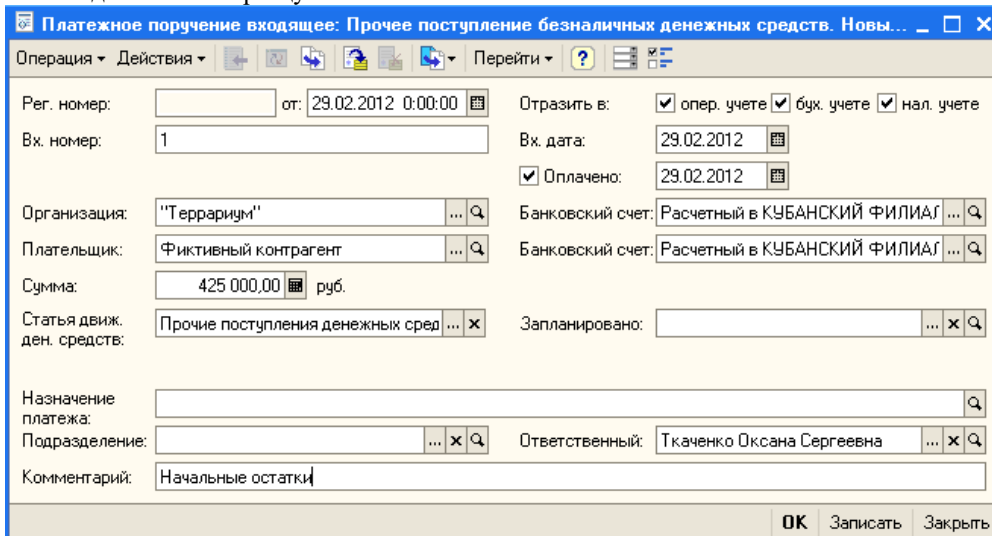 Платежное поручение входящее: Прочее поступление безналичных денежных средств. Новы...
Операция Действия Перейти ?
Рег. номер: от: 29.02.2012 0:00:00 Отразить в: опер. учете бух. учете нал. учете
Вх. номер: 1 Вх. дата: 29.02.2012
Оплачено: 29.02.2012
Организация: "Террариум" ... Банковский счет: Расчетный в КУБАНСКИЙ ФИЛИАЛ ...
Плательщик: Фиктивный контрагент ... Банковский счет: Расчетный в КУБАНСКИЙ ФИЛИАЛ ...
Сумма: 425 000,00 руб.
Статья движ. ден. средств: Прочие поступления денежных сред ... x Запланировано: ... x
Назначение платежа:
Подразделение: ... x Ответственный: Ткаченко Оксана Сергеевна ... x
Комментарий: Начальные остатки
OK Записать Закрыть